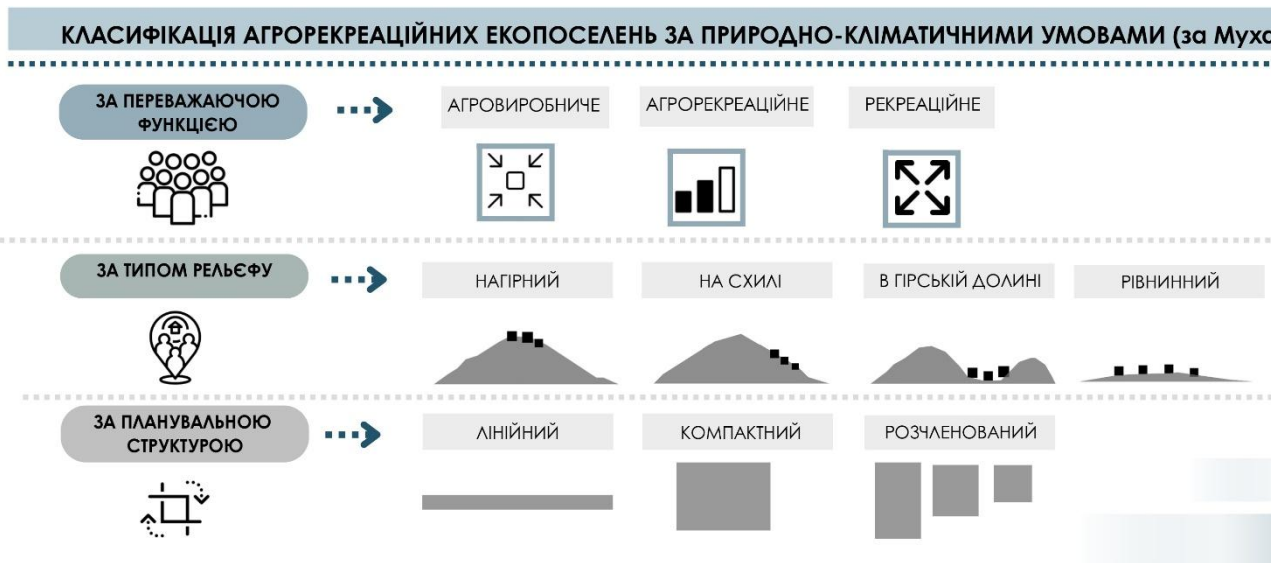 КЛАСИФІКАЦІЯ АГРОРЕКРЕАЦІЙНИХ ЕКОПОСЕЛЕНЬ ЗА ПРИРОДНО-КЛІМАТИЧНИМИ УМОВАМИ (за Мухо
ЗА ПЕРЕВАЖАЮЧОЮ
ФУНКЦІЄЮ
АГРОВИРОБНИЧЕ
АГРОРЕКРЕАЦІЙНЕ
РЕКРЕАЦІЙНЕ
ЗА ТИПОМ РЕЛЬЄФУ
НАГІРНИЙ
НА СХИЛІ
В ГІРСЬКІЙ ДОЛИНІ
РІВНИННИЙ
ЗА ПЛАНУВАЛЬНОЮ
СТРУКТУРОЮ
ЛІНІЙНИЙ
КОМПАКТНИЙ
РОЗЧЛЕНОВАНИЙ